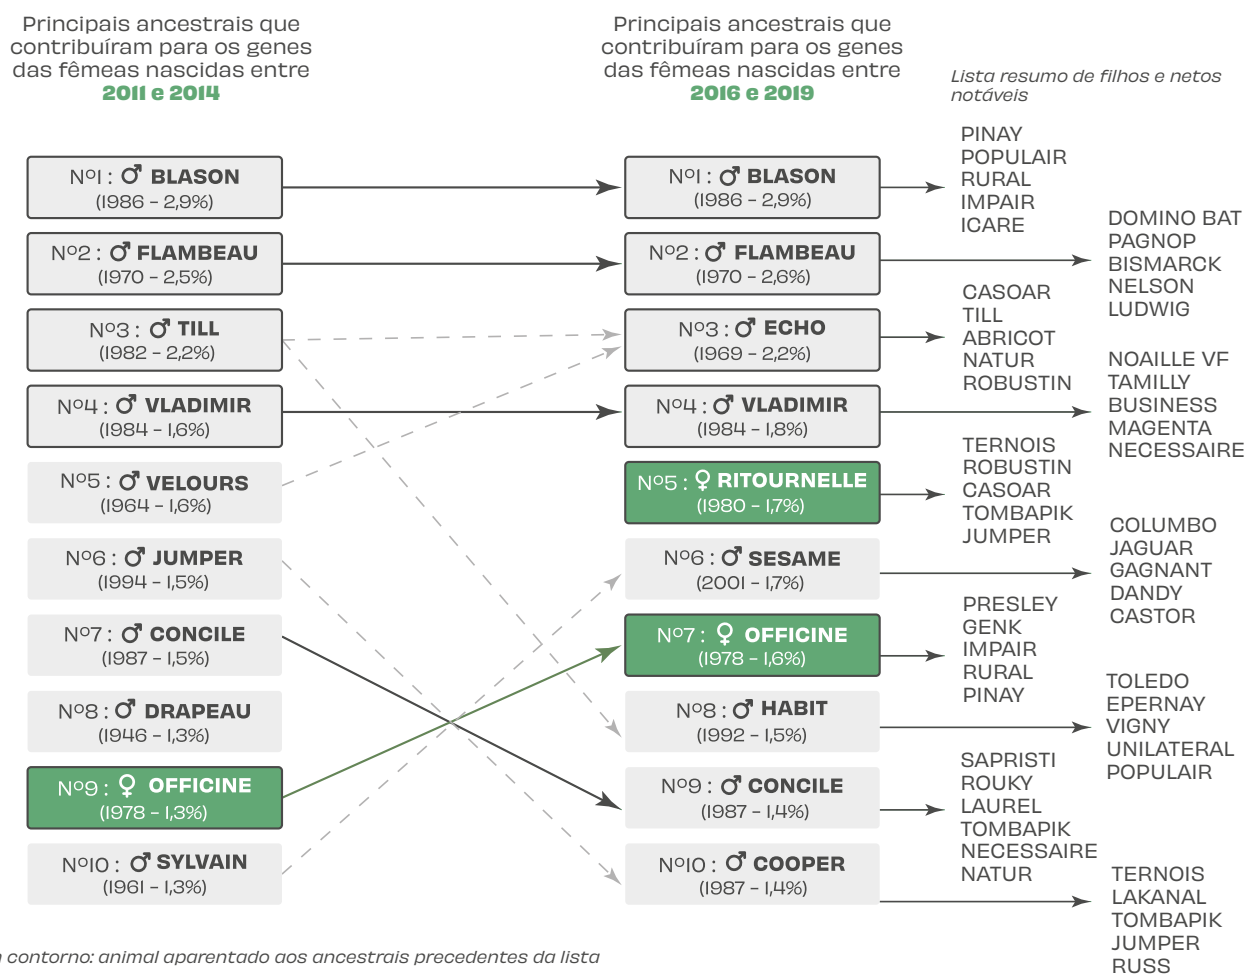 Principais ancestrais que
contribuíram para os genes
das fêmeas nascidas entre
2011 e 2014
Nº1 : ♂ BLASON
(1986 – 2,9%)
Nº2 : ♂ FLAMBEAU
(1970 – 2,5%)
Nº3 : ♂ TILL
(1982 – 2,2%)
Nº4 : ♂ VLADIMIR
(1984 – 1,6%)
Nº5 : ♂ VELOURS
(1964 – 1,6%)
Nº6 : ♂ JUMPER
(1994 – 1,5%)
Nº7 : ♂ CONCILE
(1987 – 1,5%)
Nº8 : ♂ DRAPEAU
(1946 – 1,3%)
Nº9 : ♀ OFFICINE
(1978 – 1,3%)
Nº10 : ♂ SYLVAIN
(1961 – 1,3%)
Principais ancestrais que
contribuíram para os genes
das fêmeas nascidas entre
2016 e 2019
Nº1 : ♂ BLASON
(1986 – 2,9%)
Nº2 : ♂ FLAMBEAU
(1970 – 2,6%)
Nº3 : ♂ ECHO
(1969 – 2,2%)
Nº4 : ♂ VLADIMIR
(1984 – 1,8%)
Nº5 : ♀ RITOURNELLE
(1980 – 1,7%)
Nº6 : ♂ SESAME
(2001 – 1,7%)
Nº7 : ♀ OFFICINE
(1978 – 1,6%)
Nº8 : ♂ HABIT
(1992 – 1,5%)
Nº9 : ♂ CONCILE
(1987 – 1,4%)
Nº10 : ♂ COOPER
(1987 – 1,4%)
Lista resumo de filhos e netos
notáveis
PINAY
POPULAIR
RURAL
IMPAIR
ICARE
DOMINO BAT
PAGNOP
BISMARCK
NELSON
LUDWIG
CASOAR
TILL
ABRICOT
NATUR
ROBUSTIN
NOAILLE VF
TAMILLY
BUSINESS
MAGENTA
NECESSAIRE
TERNOIS
ROBUSTIN
CASOAR
TOMBAPIK
JUMPER
COLUMBO
JAGUAR
GAGNANT
DANDY
CASTOR
PRESLEY
GENK
IMPAIR
RURAL
PINAY
TOLEDO
EPERNAY
VIGNY
UNILATERAL
POPULAIR
SAPRISTI
ROUKY
LAUREL
TOMBAPIK
NECESSAIRE
NATUR
TERNOIS
LAKANAL
TOMBAPIK
JUMPER
RUSS
contorno: animal aparentado aos ancestrais precedentes da lista